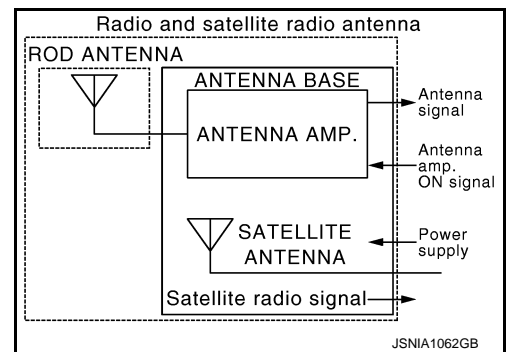 Radio and satellite radio antenna
ROD ANTENNA
ANTENNA BASE
ANTENNA AMP.
Antenna
signal
Antenna
amp.
ON signal
SATELLITE
ANTENNA
Power
supply
Satellite radio signal
JSNIA1062GB